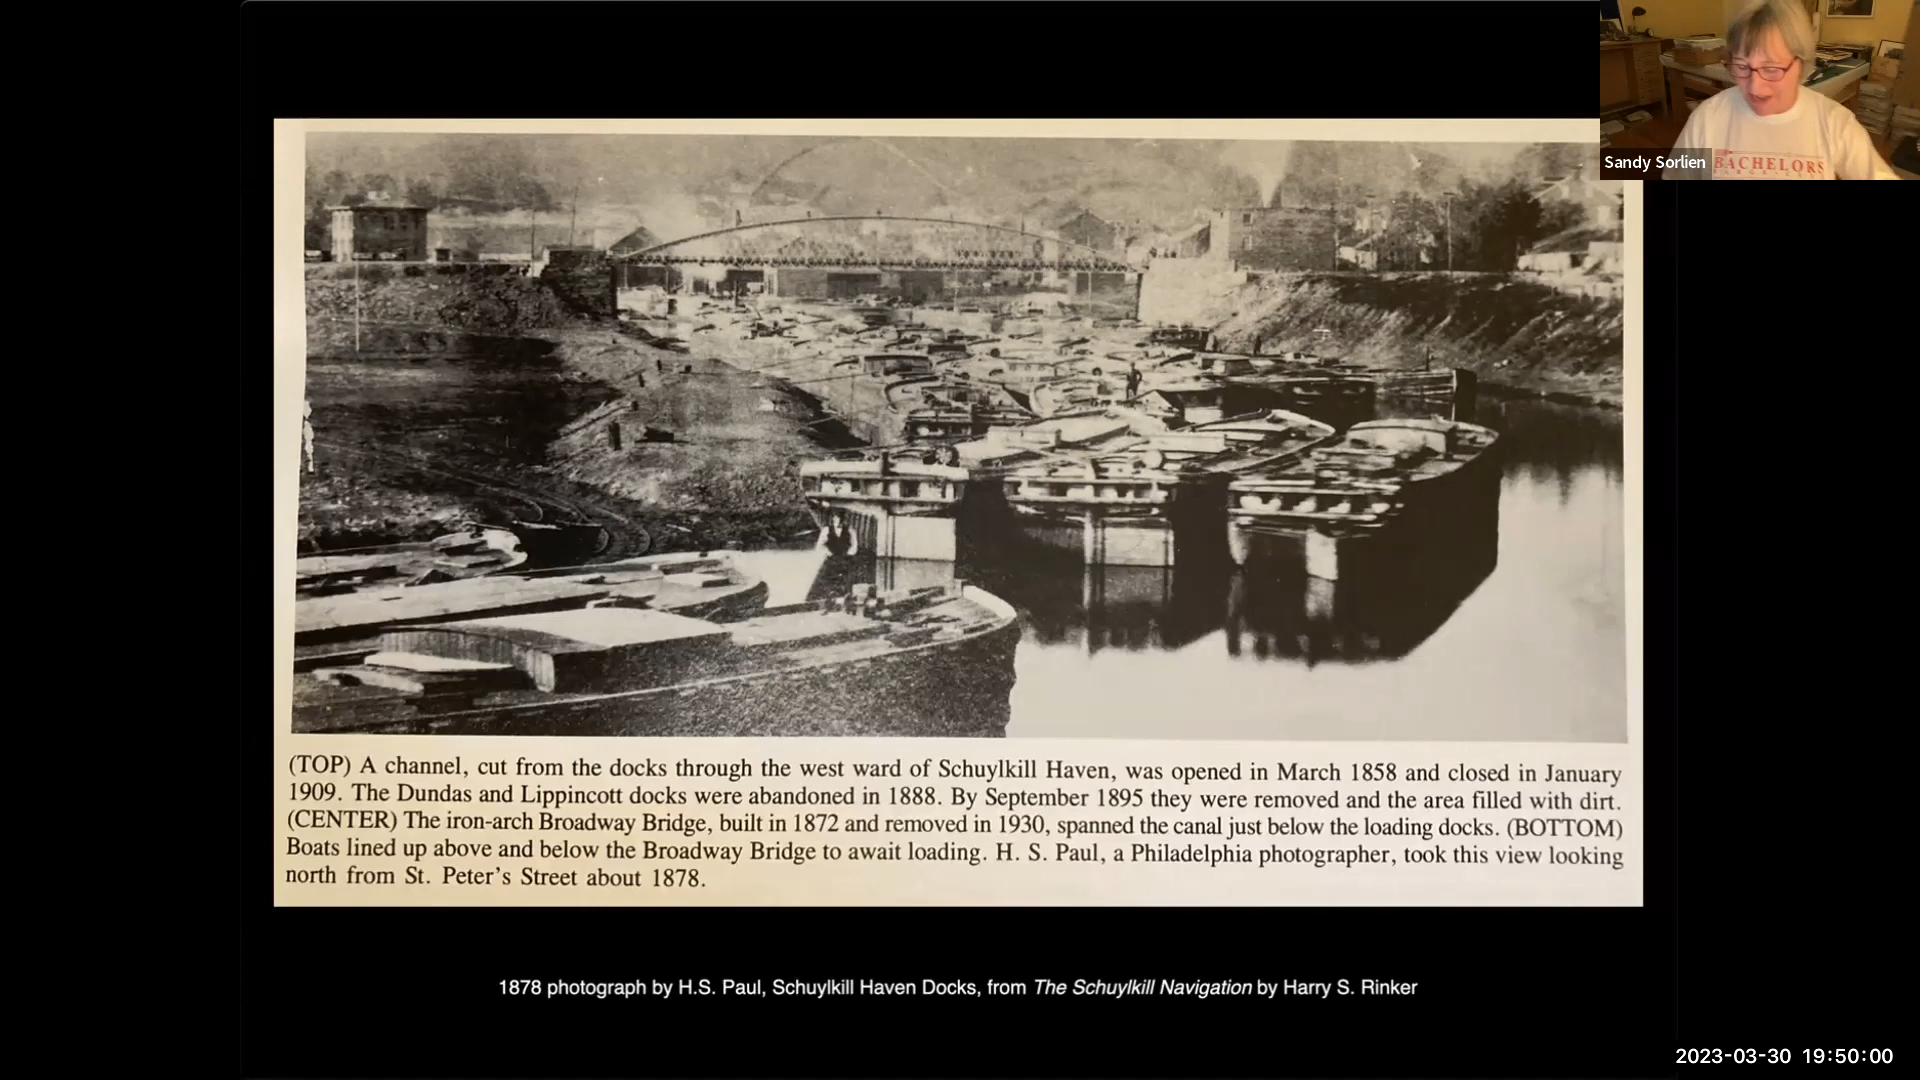 Sandy Sorlien
BACHELORS
(TOP) A channel, cut from the docks through the west ward of Schuylkill Haven, was opened in March 1858 and closed in January
1909. The Dundas and Lippincott docks were abandoned in 1888. By September 1895 they were removed and the area filled with dirt.
(CENTER) The iron-arch Broadway Bridge, built in 1872 and removed in 1930, spanned the canal just below the loading docks. (BOTTOM)
Boats lined up above and below the Broadway Bridge to await loading. H. S. Paul, a Philadelphia photographer, took this view looking
north from St. Peter's Street about 1878.
1878 photograph by H.S. Paul, Schuylkill Haven Docks, from The Schuylkill Navigation by Harry S. Rinker
2023-03-30 19:50:00